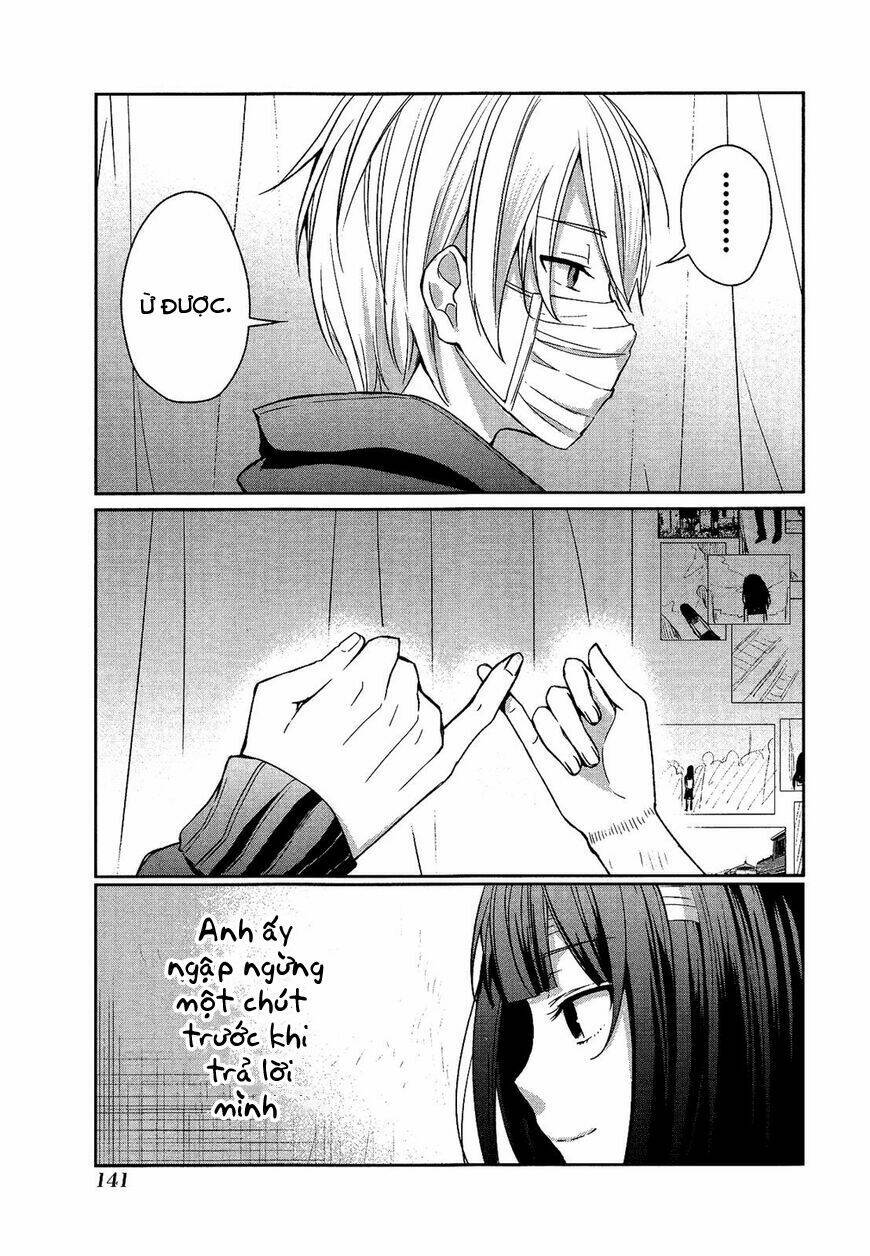 ........
Ừ ĐƯỢC.
Anh ấy
ngập ngừng
một chút
trước khi
trả lời
mình
141